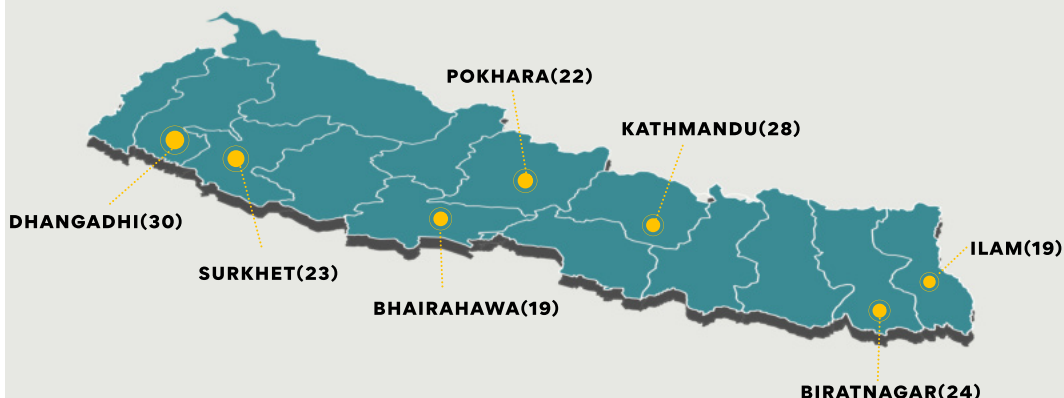 POKHARA(22)
KATHMANDU(28)
DHANGADHI(30)
ILAM(19)
SURKHET(23)
BHAIRAHAWA(19)
BIRATNAGAR(24)